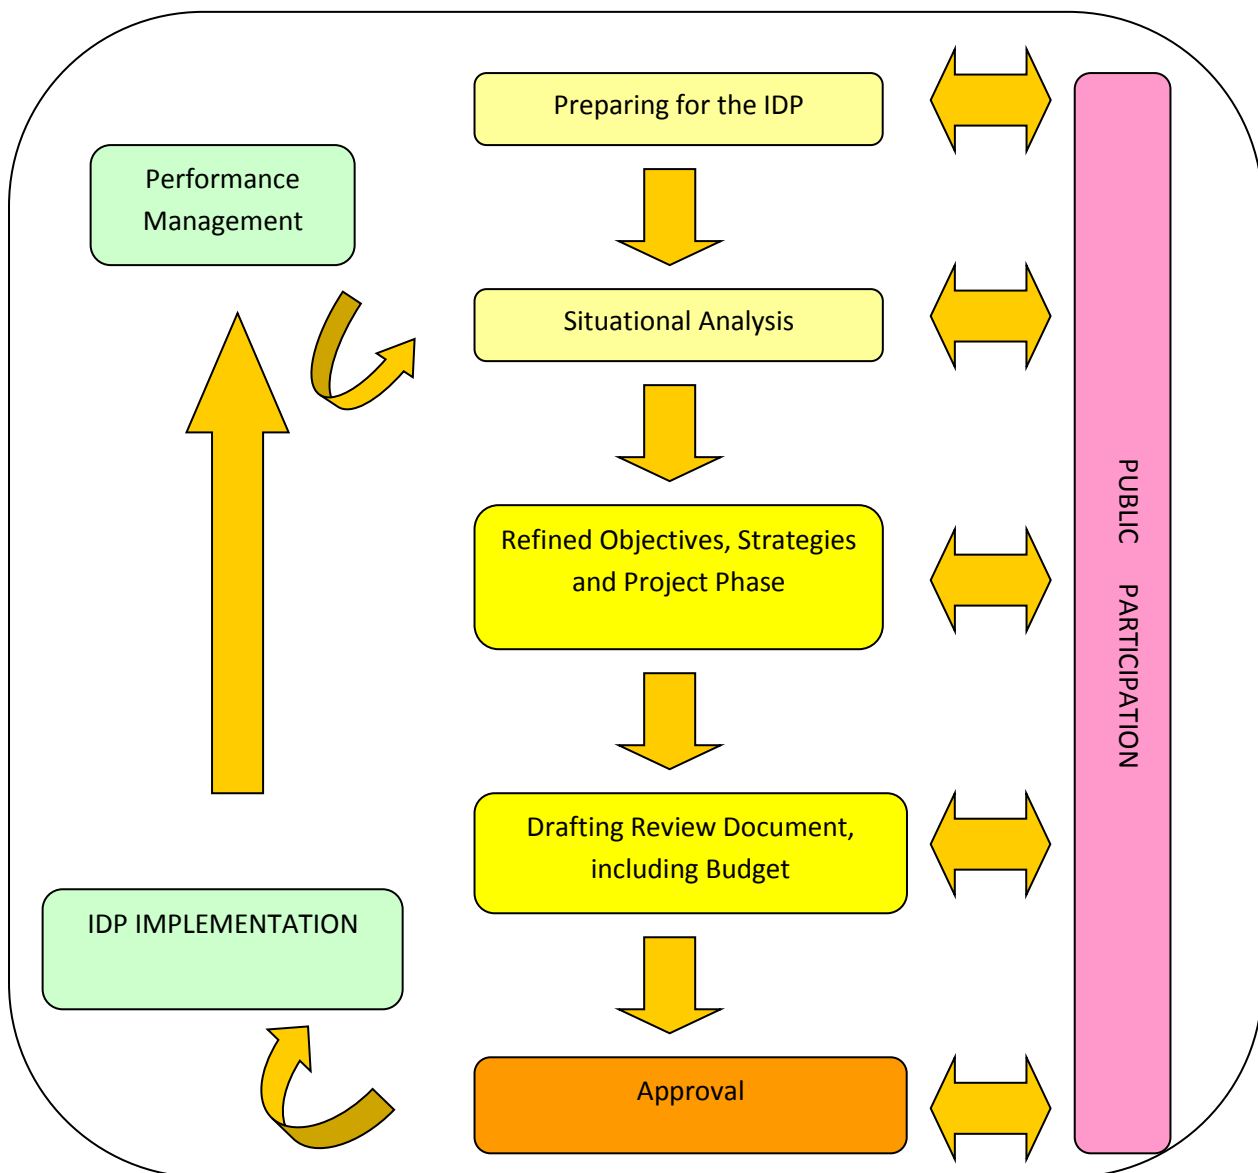 Preparing for the IDP
Performance
Management
Situational Analysis
Refined Objectives, Strategies
and Project Phase
PUBLIC PARTICIPATION
Drafting Review Document,
including Budget
IDP IMPLEMENTATION
Approval